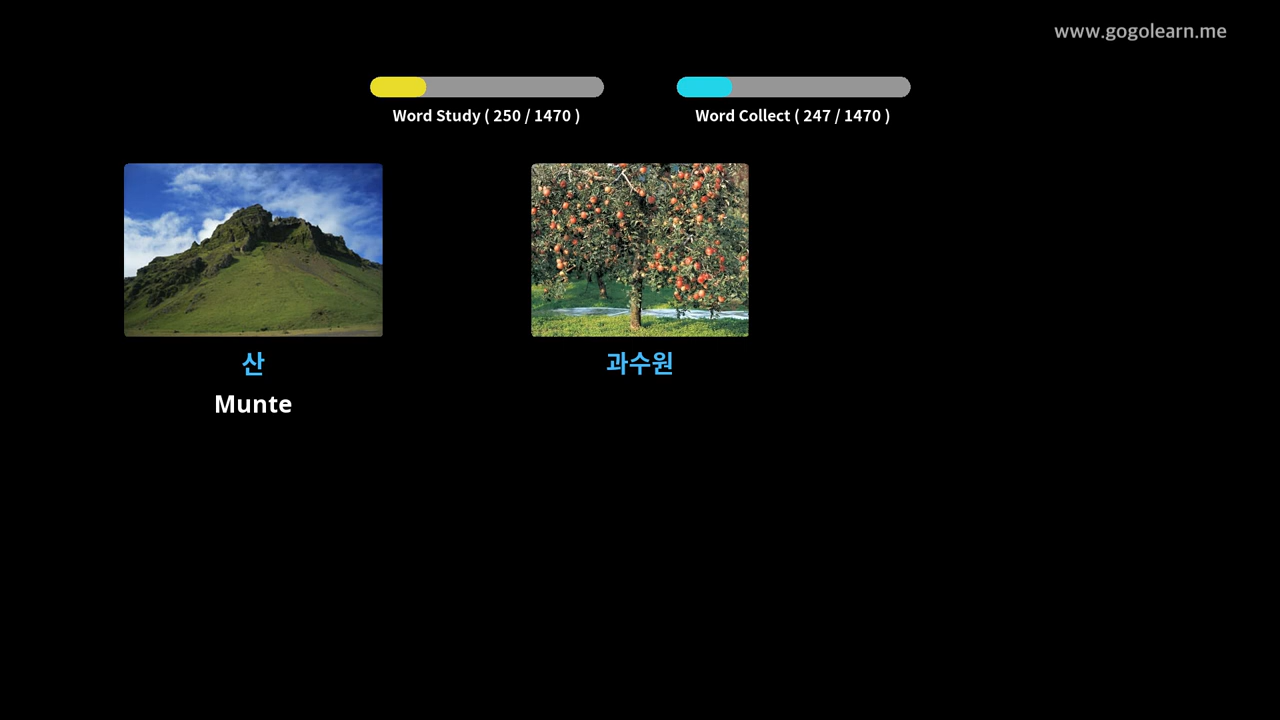 www.gogolearn.me
Word Study ( 250 / 1470 )
Word Collect ( 247 / 1470 )
산
Munte
과수원